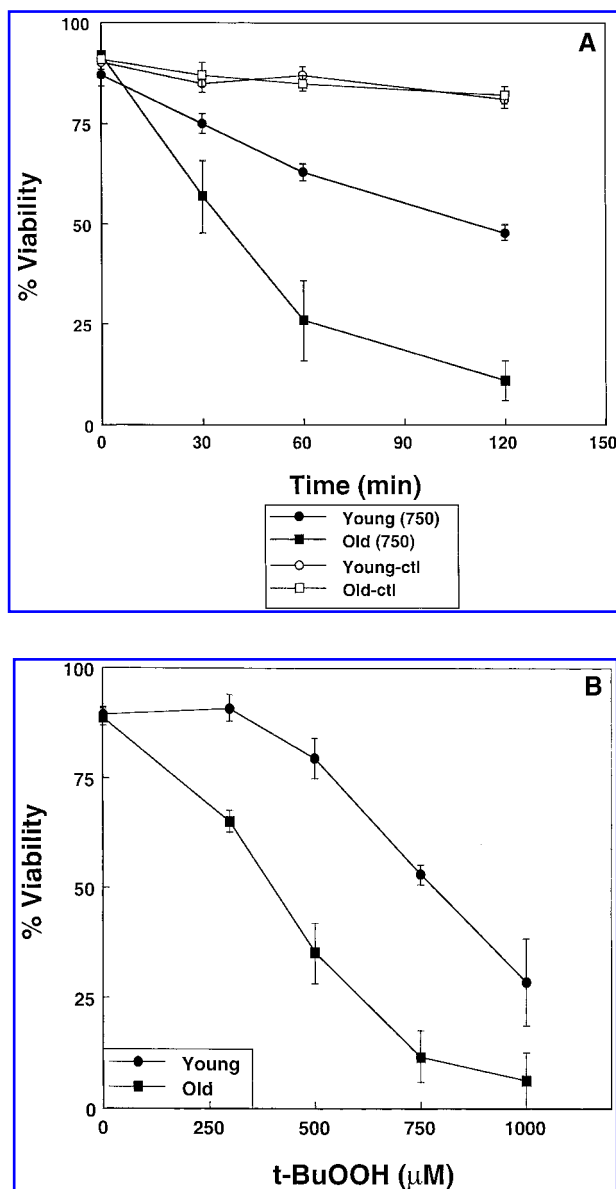 A
100
75
50
25
0
% Viability
0 30 60 90 120 150
Time (min)
Young (750)
Old (750)
Young-ctl
Old-ctl
B
100
75
50
25
0
% Viability
Young
Old
0 250 500 750 1000
t-BuOOH (μM)